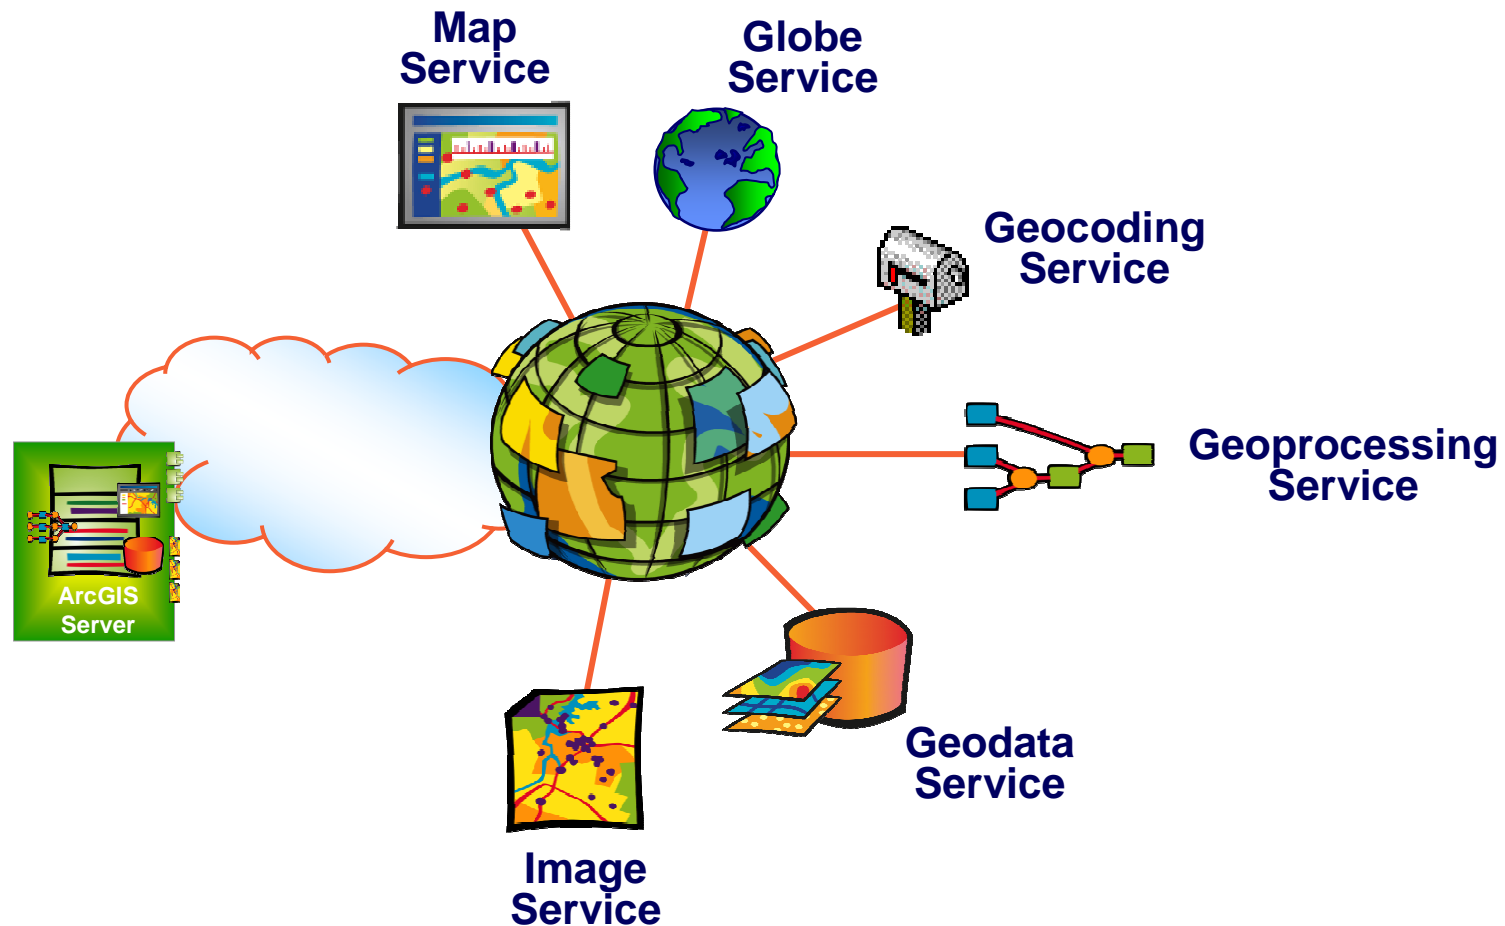 Map
Service
Globe
Service
Geocoding
Service
Geoprocessing
Service
ArcGIS
Server
Geodata
Service
Image
Service